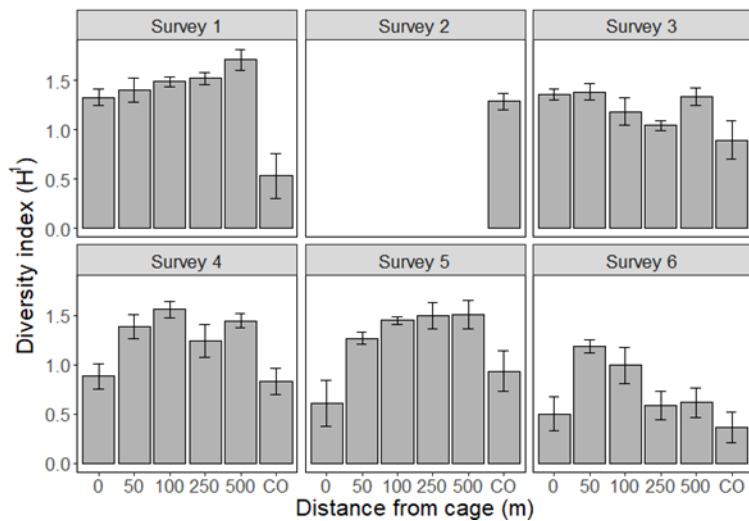 Survey 1 Survey 2 Survey 3
1.5
1.0
0.5
0.0
Survey 4 Survey 5 Survey 6
1.5
1.0
0.5
0.0
0 50 100 250 500 CO 0 50 100 250 500 CO 0 50 100 250 500 CO
Distance from cage (m)
Diversity index (H¹)